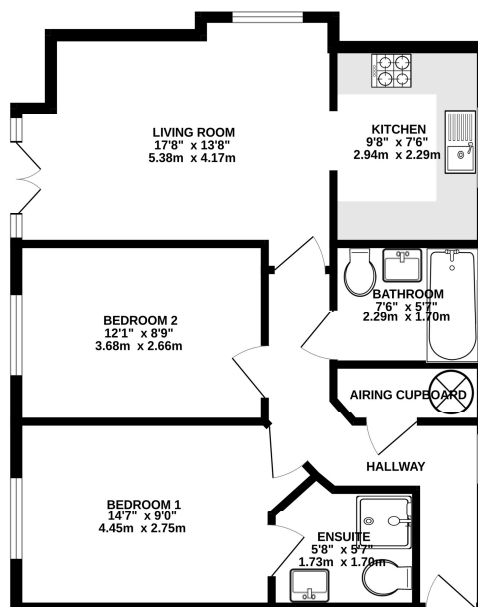 LIVING ROOM
17'8" x 13'8"
5.38m x 4.17m
KITCHEN
9'8" x 7'6"
2.94m x 2.29m
BATHROOM
7'6" x 5'7"
2.29m x 1.70m
BEDROOM 2
12'1" x 8'9"
3.68m x 2.66m
AIRING CUPBOARD
HALLWAY
BEDROOM 1
14'7" x 9'0"
4.45m x 2.75m
ENSUITE
5'8" x 5'7"
1.73m x 1.70m